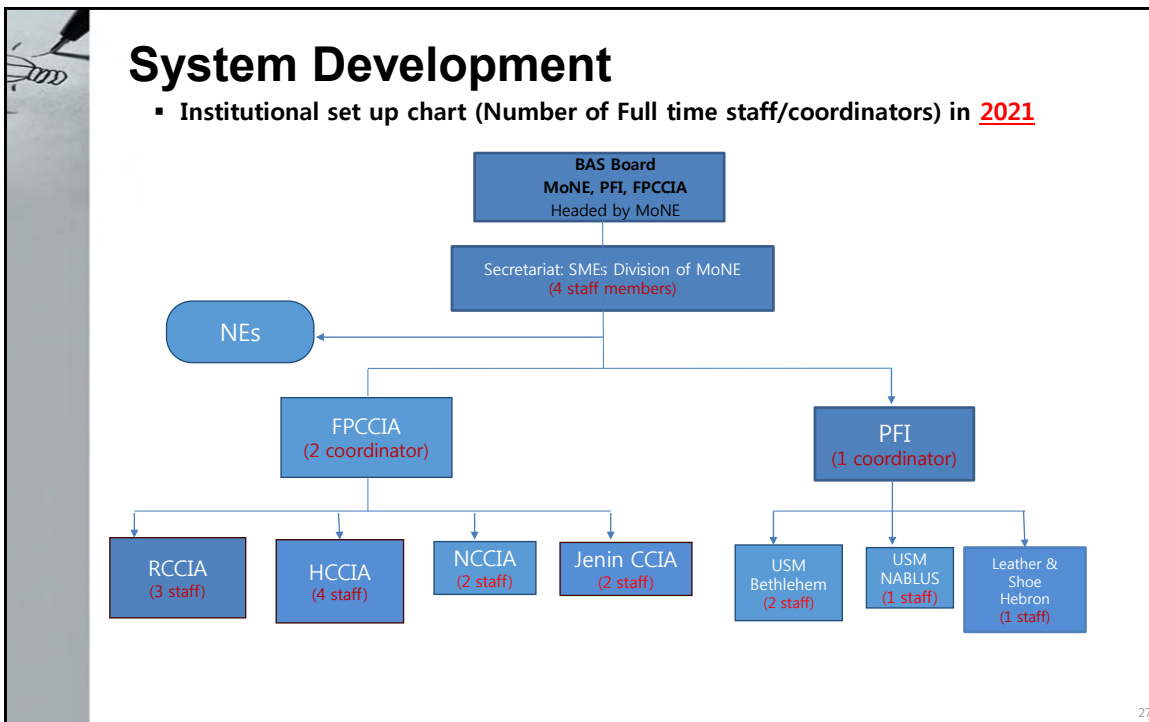 System Development
▪ Institutional set up chart (Number of Full time staff/coordinators) in 2021
BAS Board
MoNE, PFI, FPCCIA
Headed by MoNE
Secretariat: SMEs Division of MoNE
(4 staff members)
NEs
FPCCIA
(2 coordinator)
PFI
(1 coordinator)
RCCIA
(3 staff)
HCCIA
(4 staff)
NCCIA
(2 staff)
Jenin CCIA
(2 staff)
USM
Bethlehem
(2 staff)
USM
NABLUS
(1 staff)
Leather &
Shoe
Hebron
(1 staff)
27